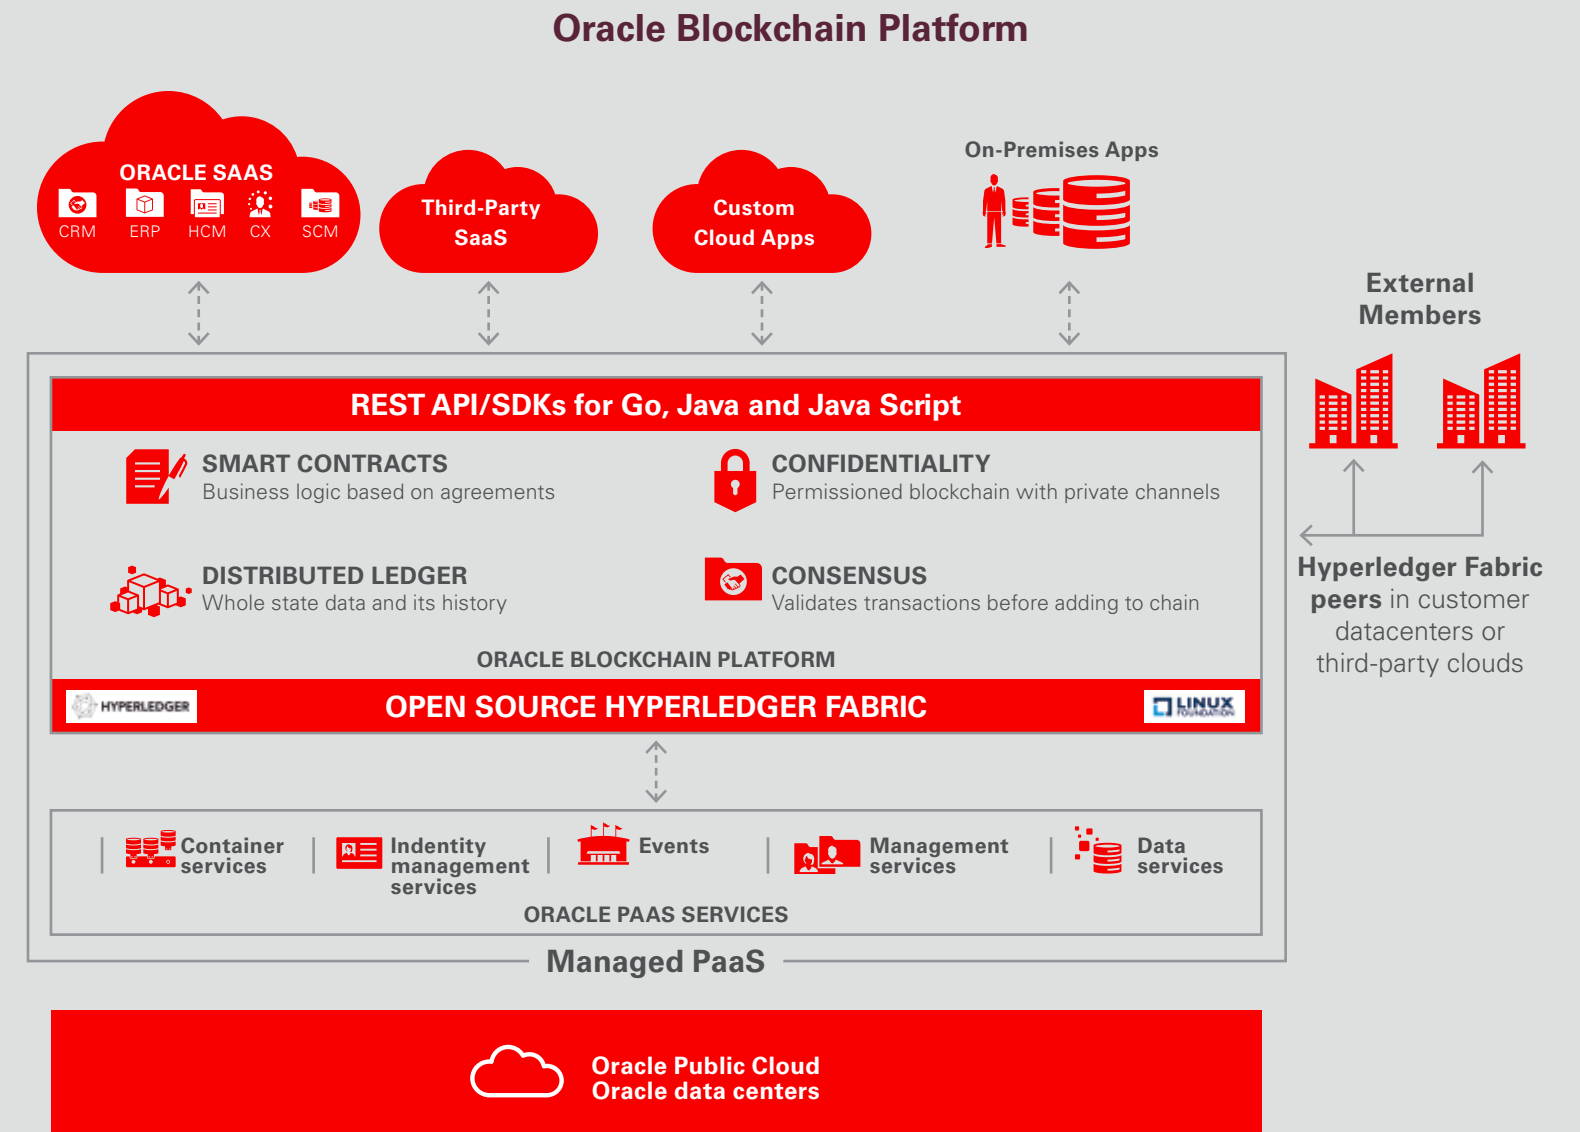 Oracle Blockchain Platform
ORACLE SAAS
CRM ERP HCM CX SCM
Third-Party
SaaS
Custom
Cloud Apps
On-Premises Apps
External
Members
REST API/SDKs for Go, Java and Java Script
SMART CONTRACTS
Business logic based on agreements
CONFIDENTIALITY
Permissioned blockchain with private channels
DISTRIBUTED LEDGER
Whole state data and its history
CONSENSUS
Validates transactions before adding to chain
ORACLE BLOCKCHAIN PLATFORM
HYPERLEDGER
OPEN SOURCE HYPERLEDGER FABRIC
LINUX
FOUNDATION
Hyperledger Fabric
peers in customer
datacenters or
third-party clouds
Container
services
Indentity
management
services
Events
Management
services
Data
services
ORACLE PAAS SERVICES
Managed PaaS
Oracle Public Cloud
Oracle data centers